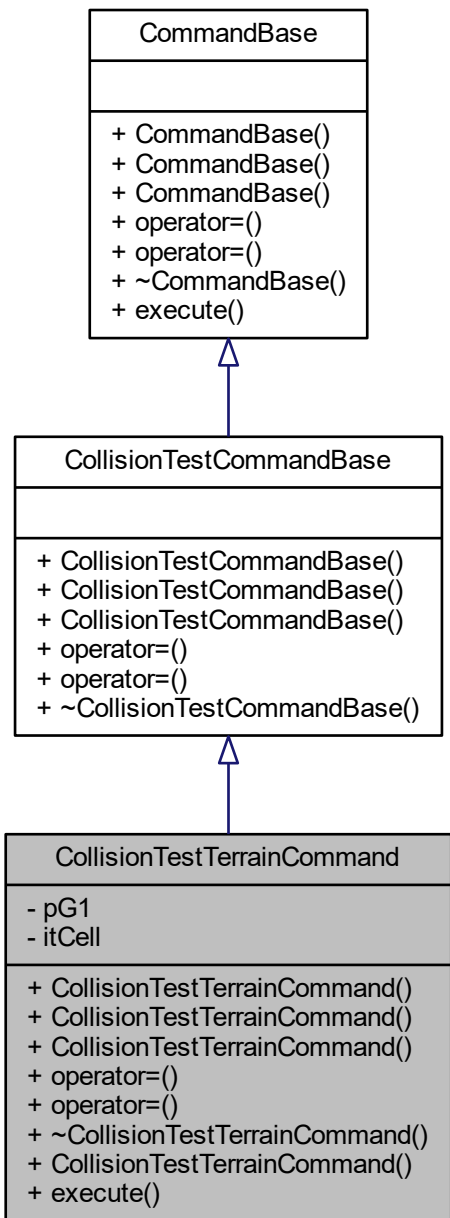 CommandBase
+ CommandBase()
+ CommandBase()
+ CommandBase()
+ operator=()
+ operator=()
+ ~CommandBase()
+ execute()
CollisionTestCommandBase
+ CollisionTestCommandBase()
+ CollisionTestCommandBase()
+ CollisionTestCommandBase()
+ operator=()
+ operator=()
+ ~CollisionTestCommandBase()
CollisionTestTerrainCommand
- pG1
- itCell
+ CollisionTestTerrainCommand()
+ CollisionTestTerrainCommand()
+ CollisionTestTerrainCommand()
+ operator=()
+ operator=()
+ ~CollisionTestTerrainCommand()
+ CollisionTestTerrainCommand()
+ execute()